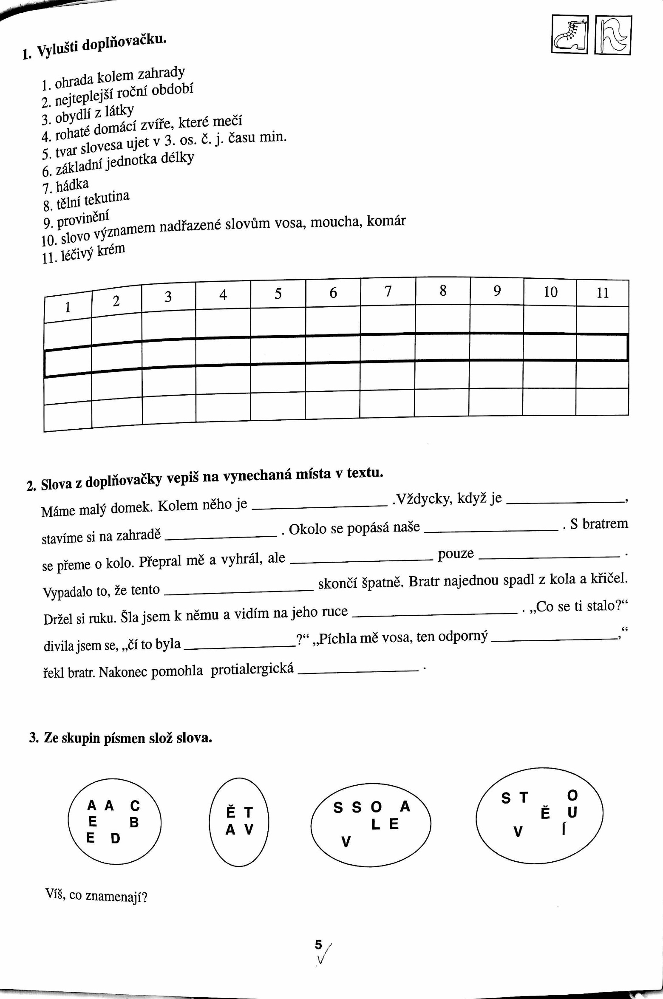 1. Vylušti doplňovačku.
1. ohrada kolem zahrady
2. nejteplejší roční období
3. obydlí z látky
4. rohaté domácí zvíře, které mečí
5. tvar slovesa ujet v 3. os. č. j. času min.
6. základní jednotka délky
7. hádka
8. tělní tekutina
9. provinění
10. slovo významem nadřazené slovům vosa, moucha, komár
11. léčivý krém
1 2 3 4 5 6 7 8 9 10 11
2. Slova z doplňovačky vepiš na vynechaná místa v textu.
Máme malý domek. Kolem něho je ____________ .Vždycky, když je ____________,
stavíme si na zahradě ____________ . Okolo se popásá naše ____________ . S bratrem
se přeme o kolo. Přepral mě a vyhrál, ale ____________ pouze ____________ .
Vypadalo to, že tento ____________ skončí špatně. Bratr najednou spadl z kola a křičel.
Držel si ruku. Šla jsem k němu a vidím na jeho ruce ____________ . „Co se ti stalo?“
divila jsem se, „čí to byla ____________?“ „Píchla mě vosa, ten odporný ____________,“
řekl bratr. Nakonec pomohla protialergická ____________ .
3. Ze skupin písmen slož slova.
A A C
E B
E D
Ě T
A V
S S O A
L E
V
S T O
Ě U
V Í
Víš, co znamenají?
5